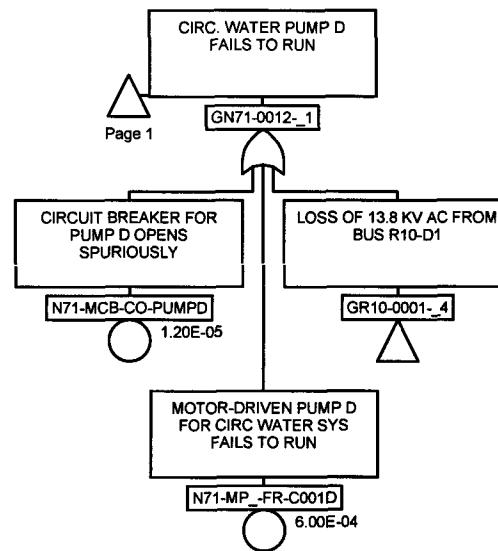 CIRC. WATER PUMP D
FAILS TO RUN
Page 1
GN71-0012-_1
CIRCUIT BREAKER FOR
PUMP D OPENS
SPURIOUSLY
N71-MCB-CO-PUMPD
1.20E-05
LOSS OF 13.8 KV AC FROM
BUS R10-D1
GR10-0001-_4
MOTOR-DRIVEN PUMP D
FOR CIRC WATER SYS
FAILS TO RUN
N71-MP_-FR-C001D
6.00E-04